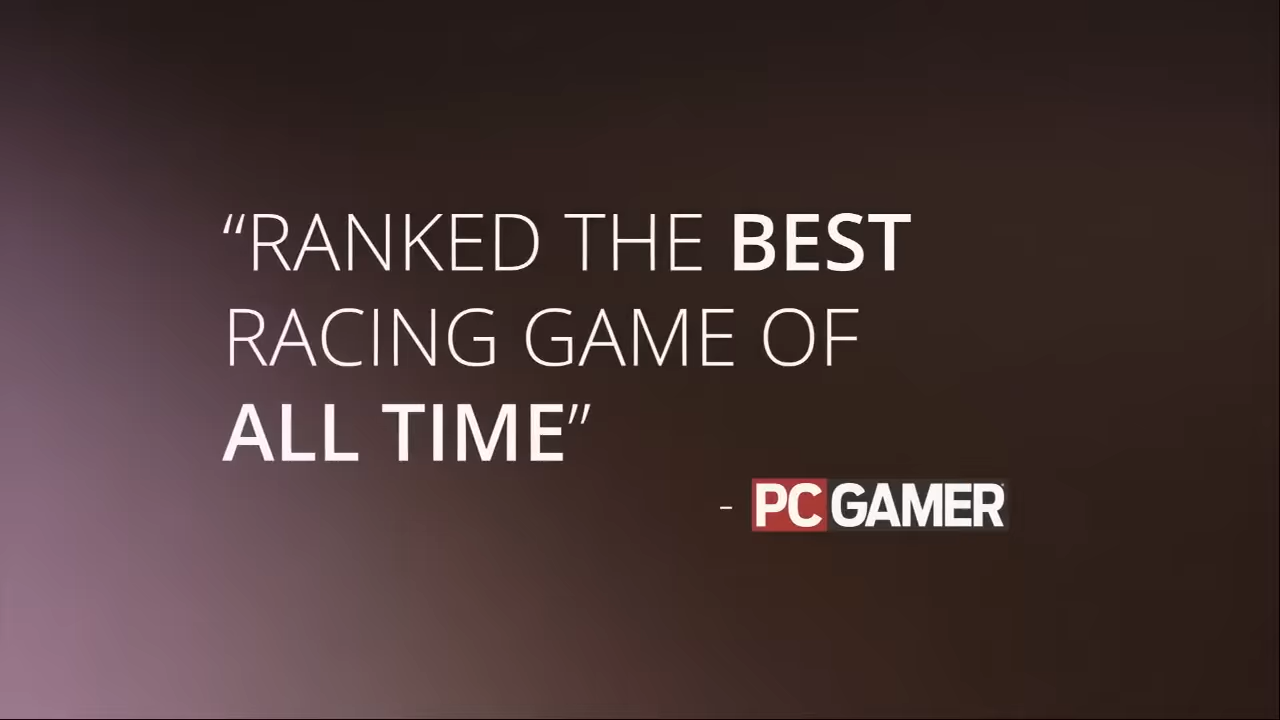 “RANKED THE BEST
RACING GAME OF
ALL TIME”
- PC GAMER